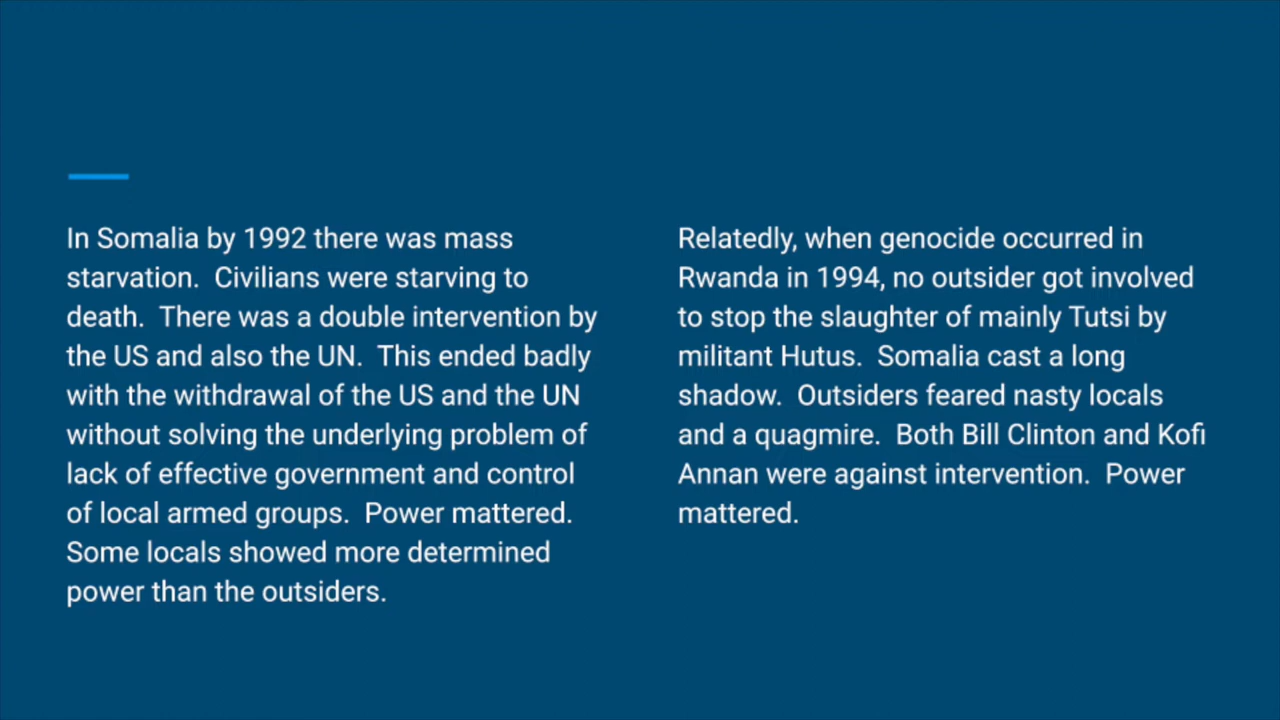 In Somalia by 1992 there was mass
starvation.  Civilians were starving to
death.  There was a double intervention by
the US and also the UN.  This ended badly
with the withdrawal of the US and the UN
without solving the underlying problem of
lack of effective government and control
of local armed groups.  Power mattered.
Some locals showed more determined
power than the outsiders.
Relatedly, when genocide occurred in
Rwanda in 1994, no outsider got involved
to stop the slaughter of mainly Tutsi by
militant Hutus.  Somalia cast a long
shadow.  Outsiders feared nasty locals
and a quagmire.  Both Bill Clinton and Kofi
Annan were against intervention.  Power
mattered.